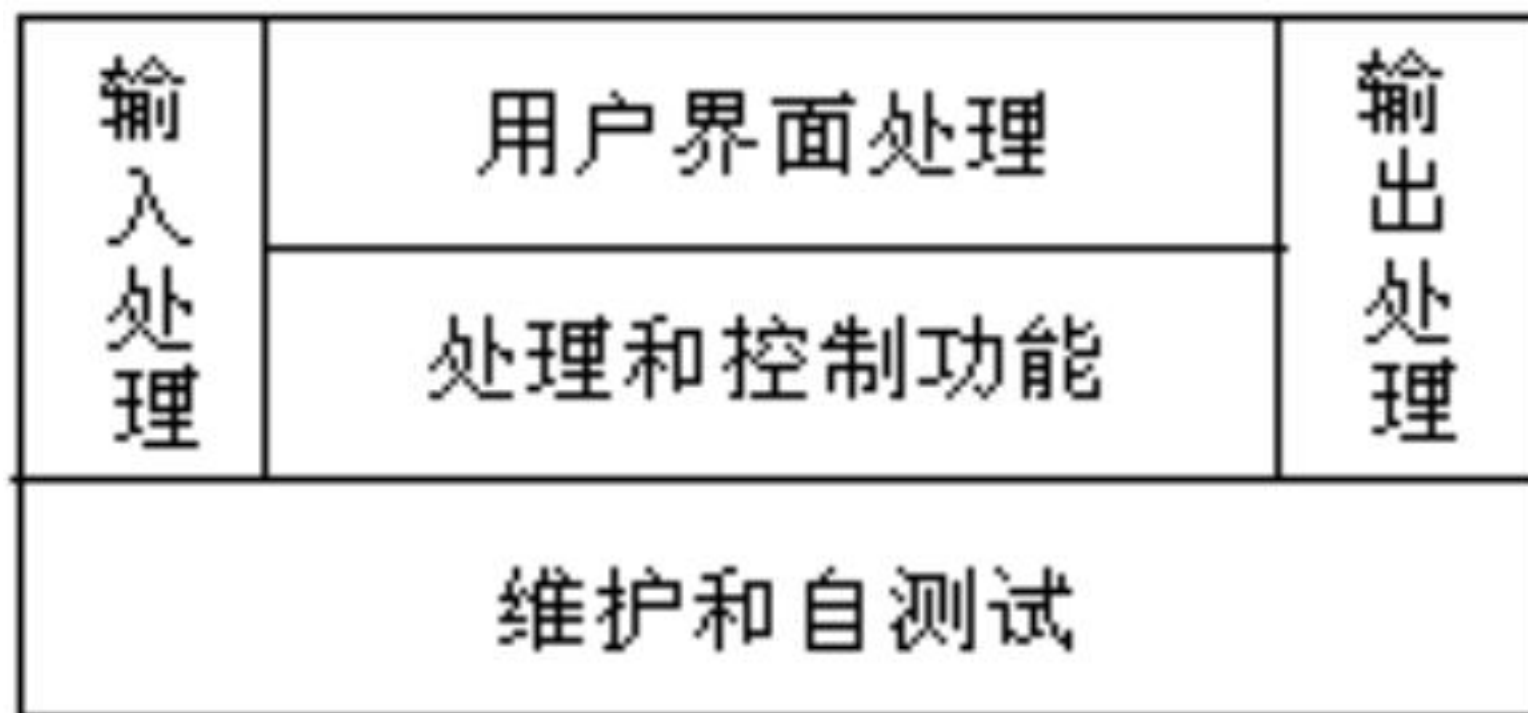 输入处理
用户界面处理
处理和控制功能
输出处理
维护和自测试